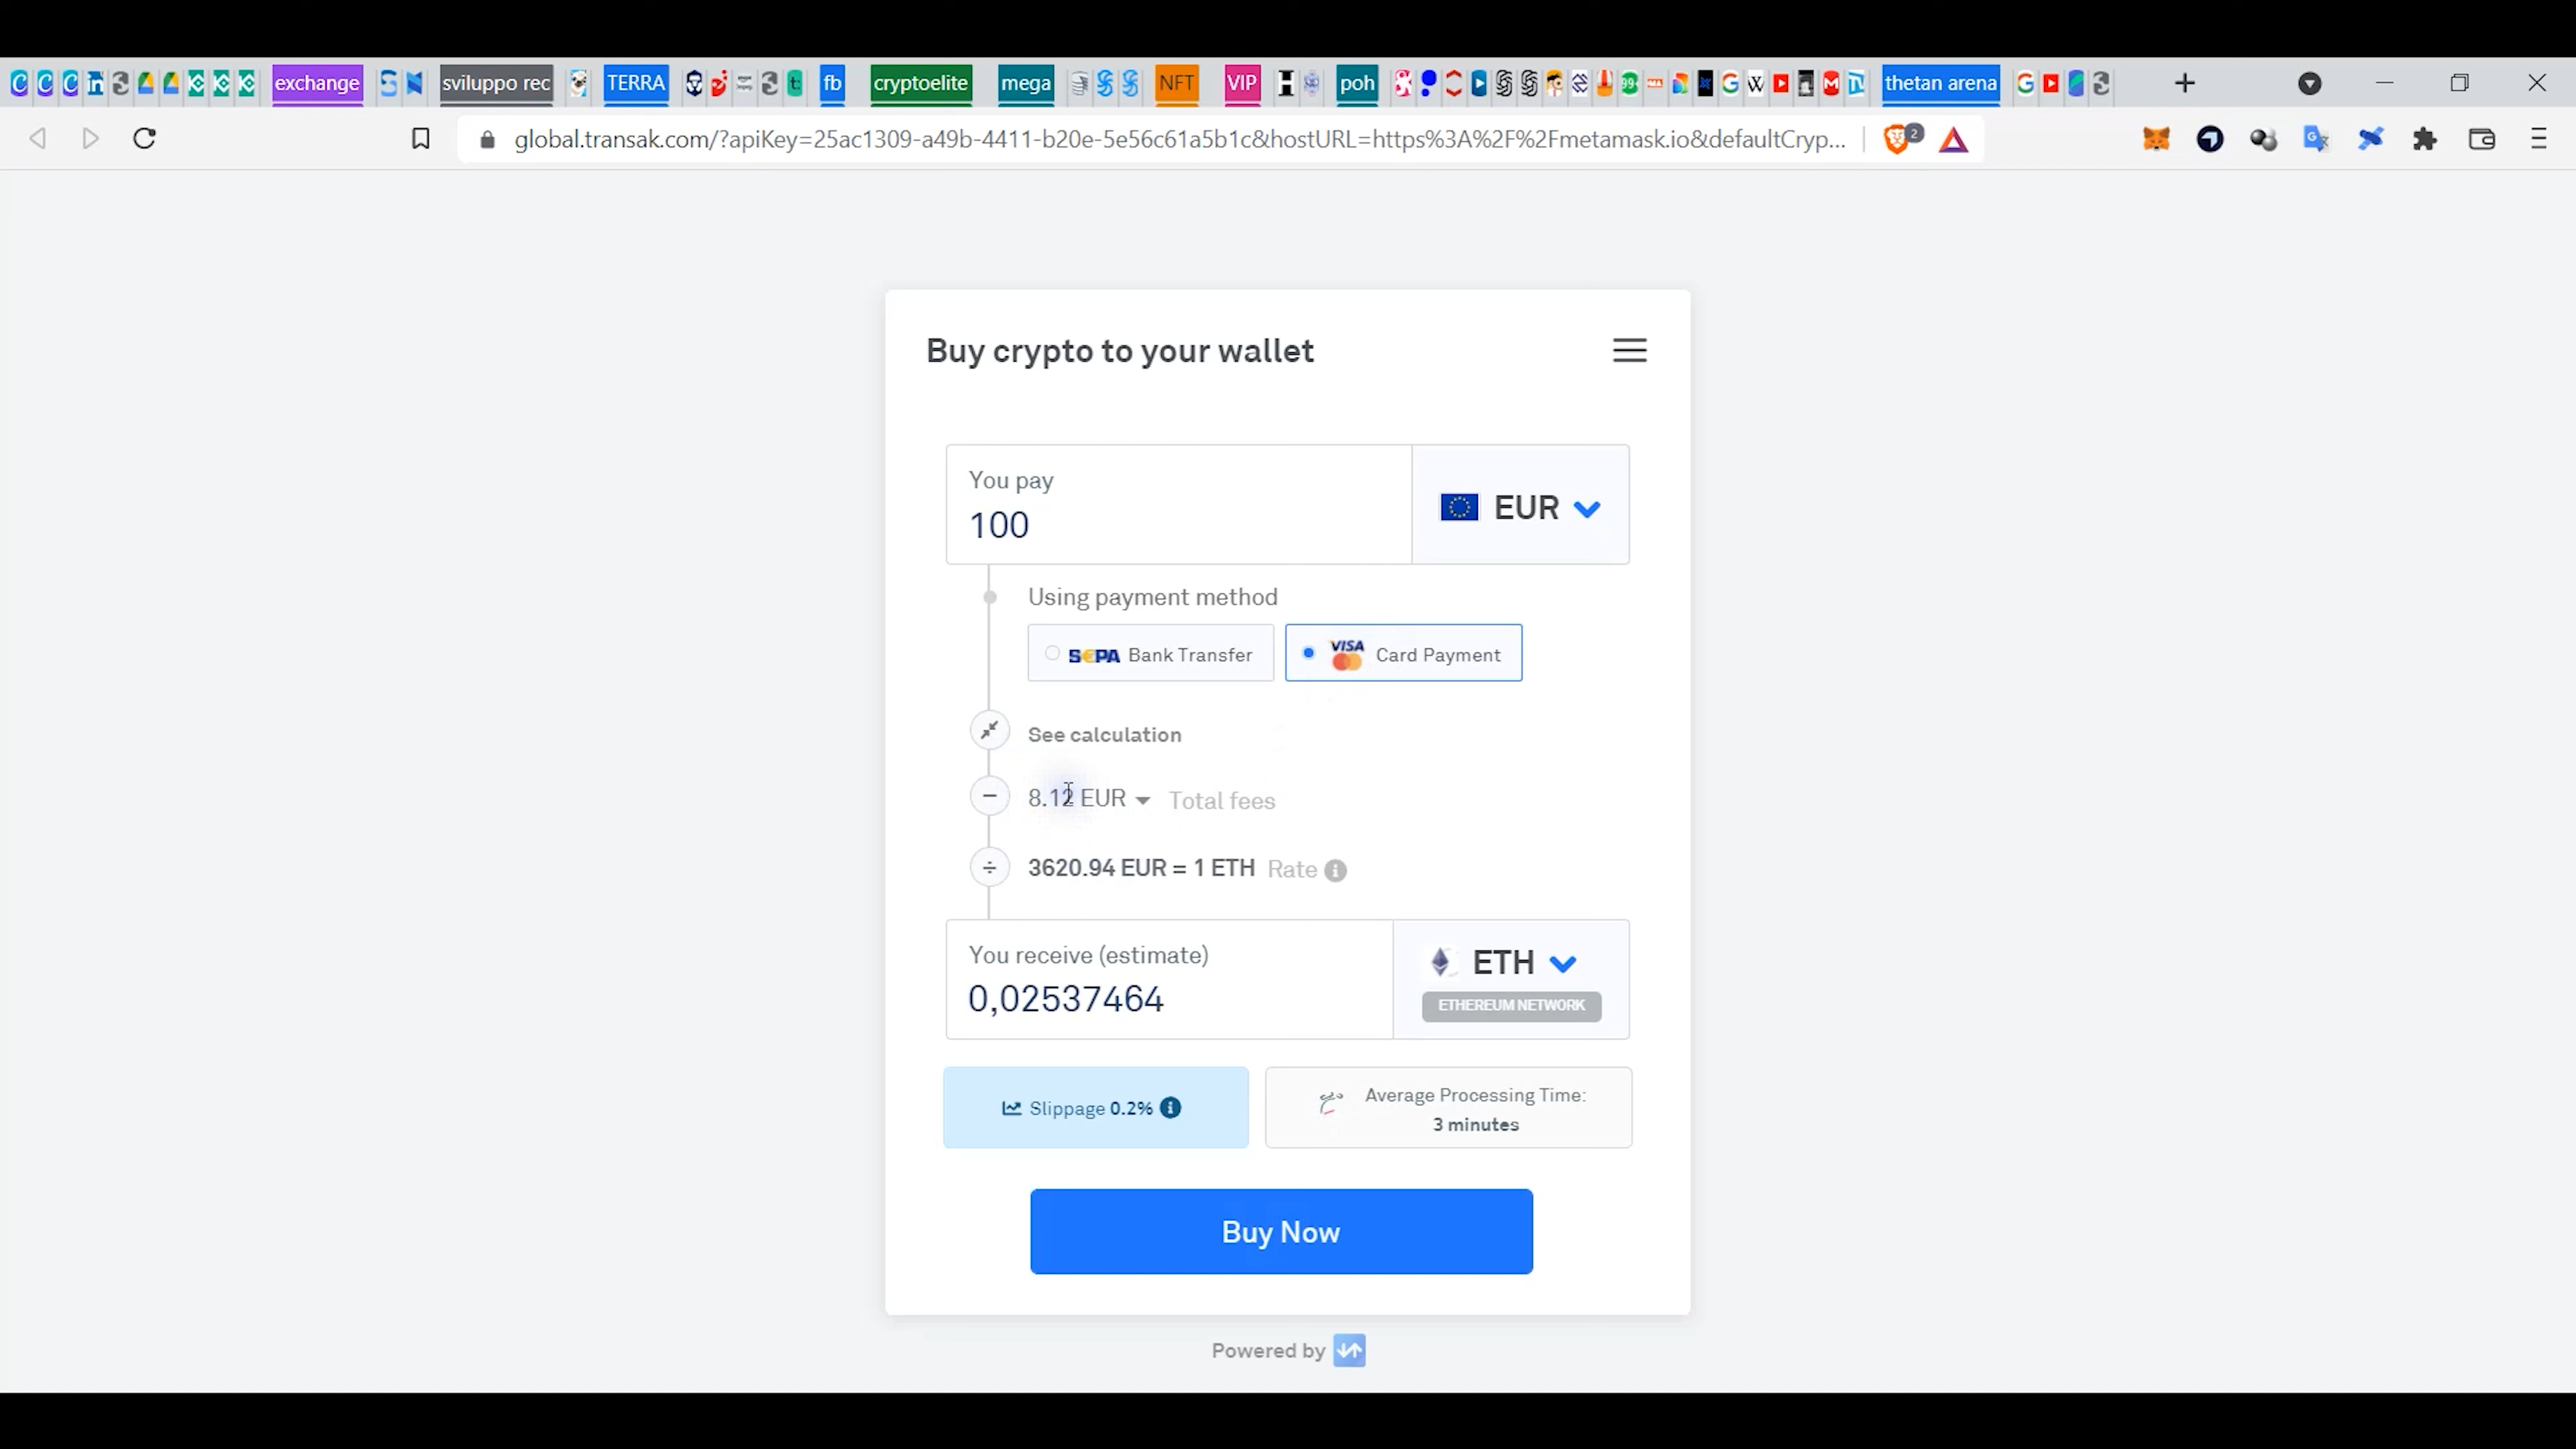 exchange sviluppo rec TERRA fb cryptoelite mega NFT VIP poh thetan arena
global.transak.com/?apiKey=25ac1309-a49b-4411-b20e-5e56c61a5b1c&hostURL=https%3A%2F%2Fmetamask.io&defaultCryp... 2
Buy crypto to your wallet
You pay
100
EUR
Using payment method
SEPA Bank Transfer
VISA Card Payment
See calculation
8.12 EUR Total fees
3620.94 EUR = 1 ETH Rate
You receive (estimate)
0,02537464
ETH
ETHEREUM NETWORK
Slippage 0.2%
Average Processing Time:
3 minutes
Buy Now
Powered by